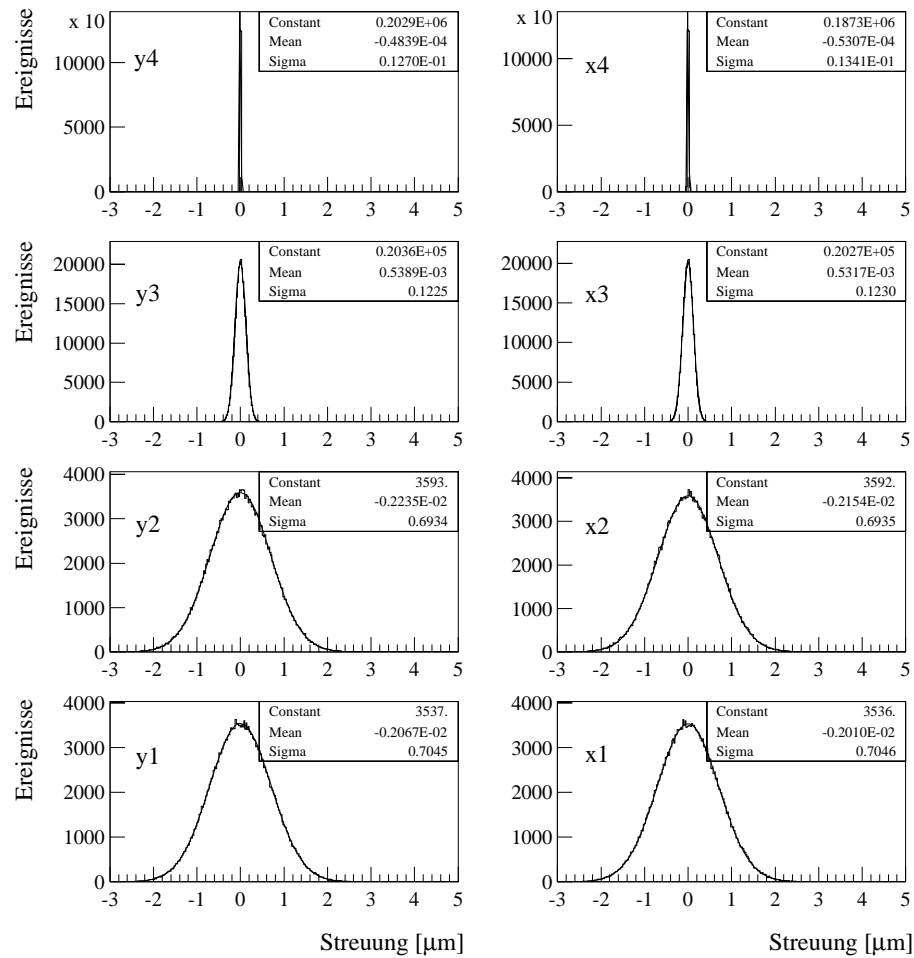 Ereignisse
x 10
10000
5000
0
y4
Constant 0.2029E+06
Mean -0.4839E-04
Sigma 0.1270E-01
-3 -2 -1 0 1 2 3 4 5
x 10
10000
5000
0
x4
Constant 0.1873E+06
Mean -0.5307E-04
Sigma 0.1341E-01
-3 -2 -1 0 1 2 3 4 5
Ereignisse
20000
15000
10000
5000
0
y3
Constant 0.2036E+05
Mean 0.5389E-03
Sigma 0.1225
-3 -2 -1 0 1 2 3 4 5
20000
15000
10000
5000
0
x3
Constant 0.2027E+05
Mean 0.5317E-03
Sigma 0.1230
-3 -2 -1 0 1 2 3 4 5
Ereignisse
4000
3000
2000
1000
0
y2
Constant 3593.
Mean -0.2235E-02
Sigma 0.6934
-3 -2 -1 0 1 2 3 4 5
4000
3000
2000
1000
0
x2
Constant 3592.
Mean -0.2154E-02
Sigma 0.6935
-3 -2 -1 0 1 2 3 4 5
Ereignisse
4000
3000
2000
1000
0
y1
Constant 3537.
Mean -0.2067E-02
Sigma 0.7045
-3 -2 -1 0 1 2 3 4 5
Streuung [μm]
4000
3000
2000
1000
0
x1
Constant 3536.
Mean -0.2010E-02
Sigma 0.7046
-3 -2 -1 0 1 2 3 4 5
Streuung [μm]